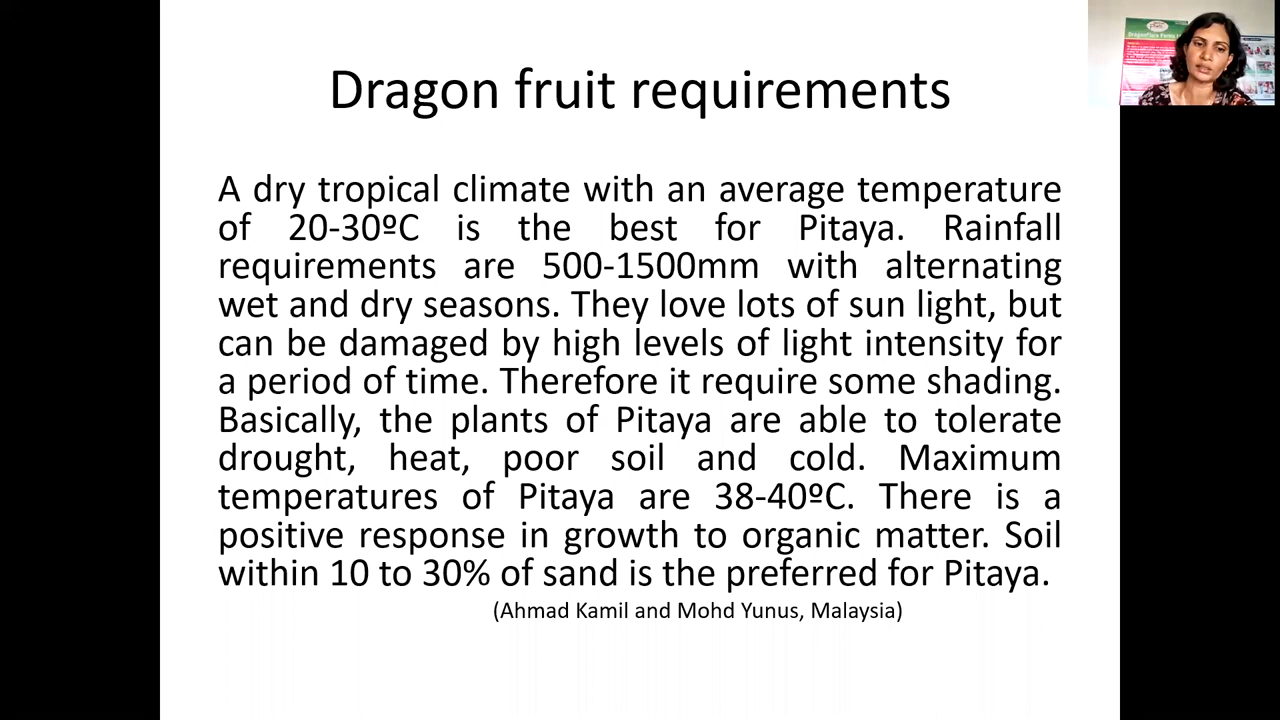 Dragon fruit requirements
A dry tropical climate with an average temperature
of 20-30ºC is the best for Pitaya. Rainfall
requirements are 500-1500mm with alternating
wet and dry seasons. They love lots of sun light, but
can be damaged by high levels of light intensity for
a period of time. Therefore it require some shading.
Basically, the plants of Pitaya are able to tolerate
drought, heat, poor soil and cold. Maximum
temperatures of Pitaya are 38-40ºC. There is a
positive response in growth to organic matter. Soil
within 10 to 30% of sand is the preferred for Pitaya.
(Ahmad Kamil and Mohd Yunus, Malaysia)